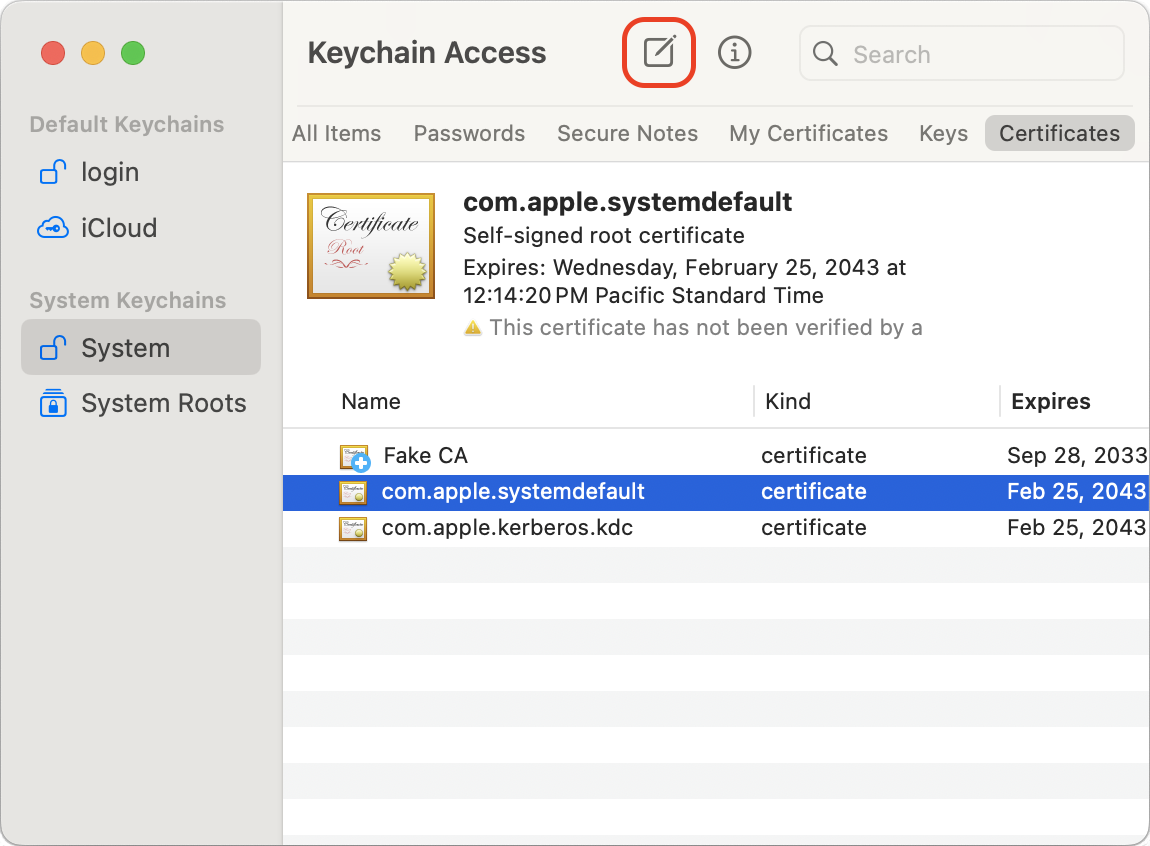 Keychain Access
Search
Default Keychains
login
iCloud
System Keychains
System
System Roots
All Items Passwords Secure Notes My Certificates Keys Certificates
Certificate
Root
com.apple.systemdefault
Self-signed root certificate
Expires: Wednesday, February 25, 2043 at
12:14:20 PM Pacific Standard Time
This certificate has not been verified by a
Name Kind Expires
Fake CA certificate Sep 28, 2033
com.apple.systemdefault certificate Feb 25, 2043
com.apple.kerberos.kdc certificate Feb 25, 2043